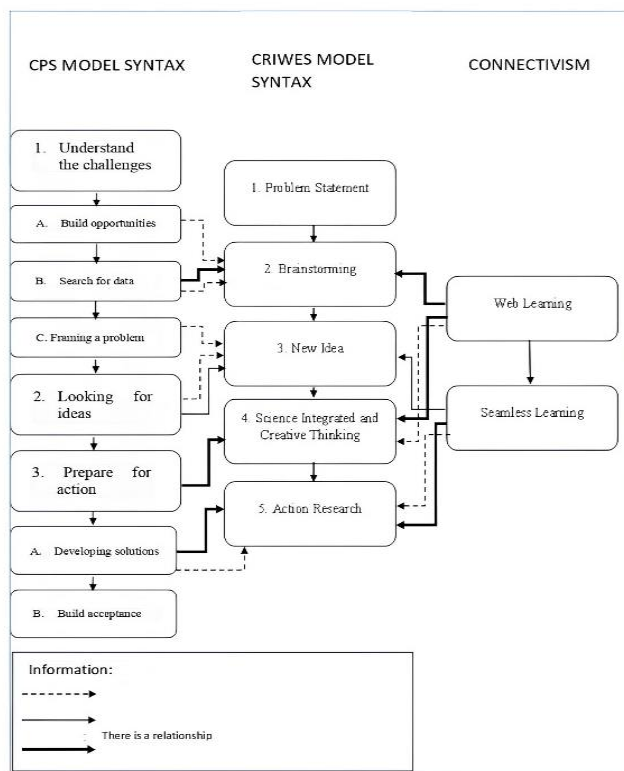 CPS MODEL SYNTAX
CRIWES MODEL
SYNTAX
CONNECTIVISM
1. Understand
the challenges
A. Build opportunities
B. Search for data
C. Framing a problem
2. Looking for
ideas
3. Prepare for
action
A. Developing solutions
B. Build acceptance
1. Problem Statement
2. Brainstorming
3. New Idea
4. Science Integrated and
Creative Thinking
5. Action Research
Web Learning
Seamless Learning
Information:
: There is a relationship